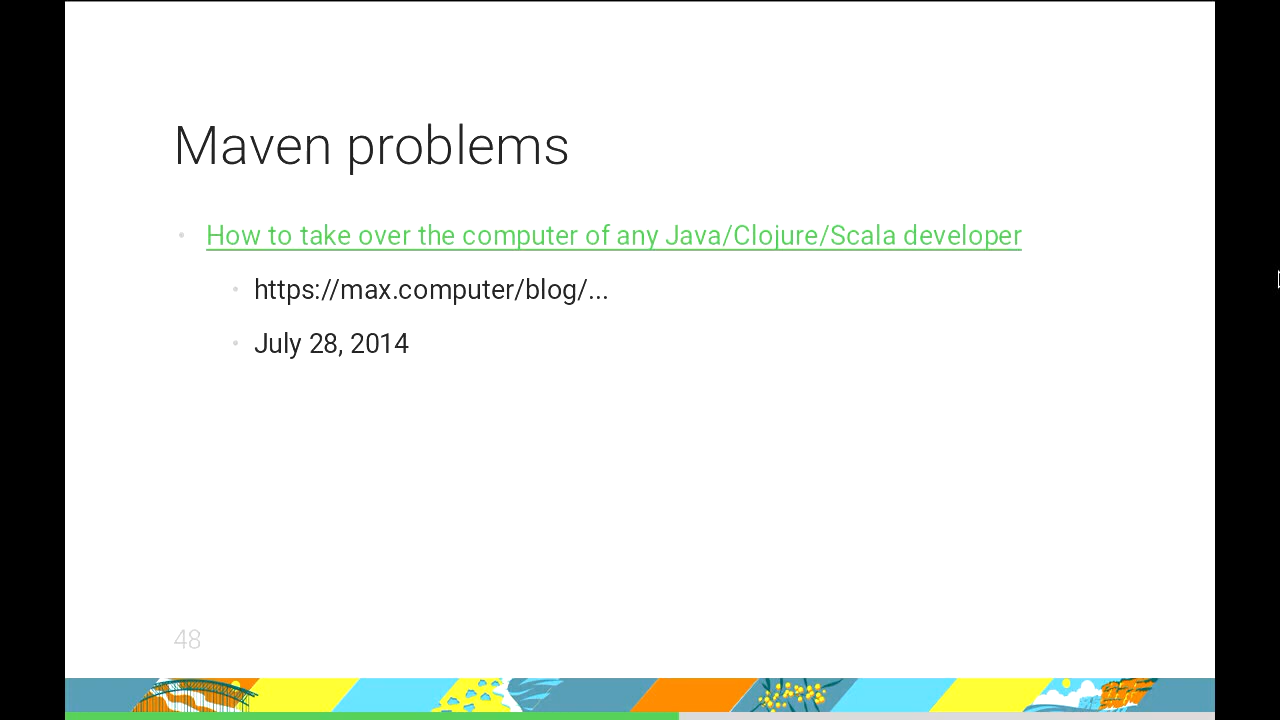 Maven problems
How to take over the computer of any Java/Clojure/Scala developer
https://max.computer/blog/...
July 28, 2014
48